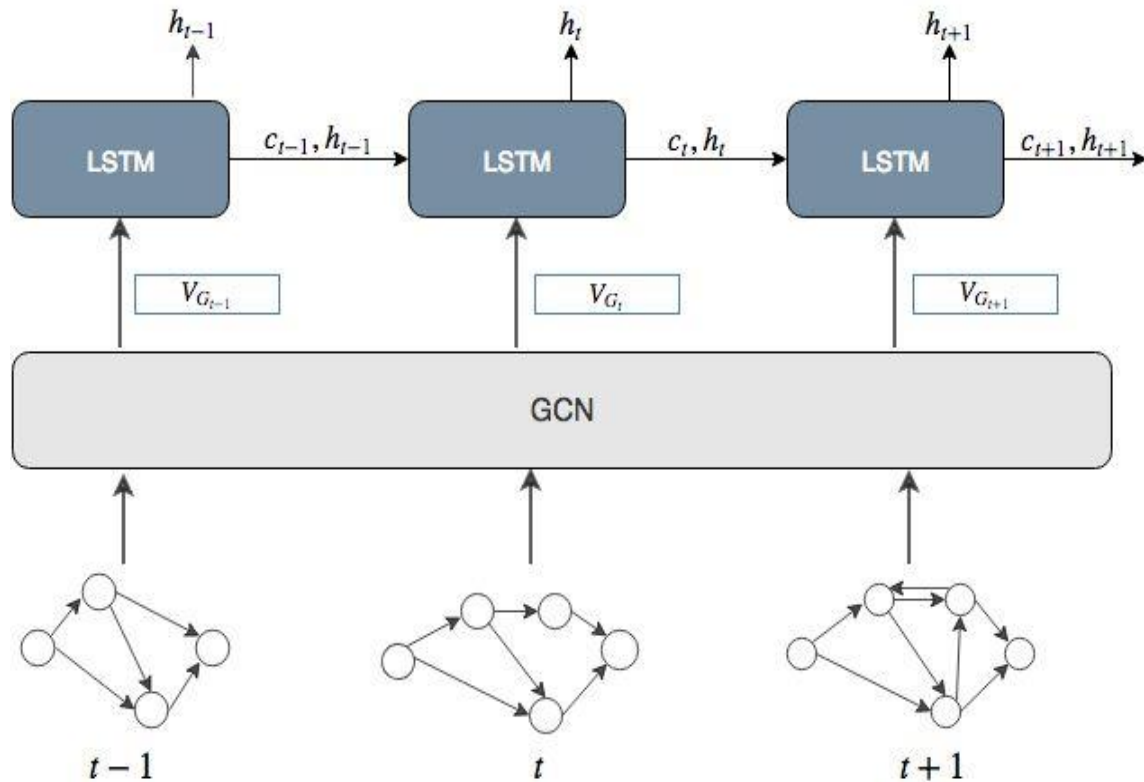 h_{t−1} h_t h_{t+1}
LSTM c_{t−1}, h_{t−1} LSTM c_t, h_t LSTM c_{t+1}, h_{t+1}
V_{G_{t−1}} V_{G_t} V_{G_{t+1}}
GCN
t − 1 t t + 1